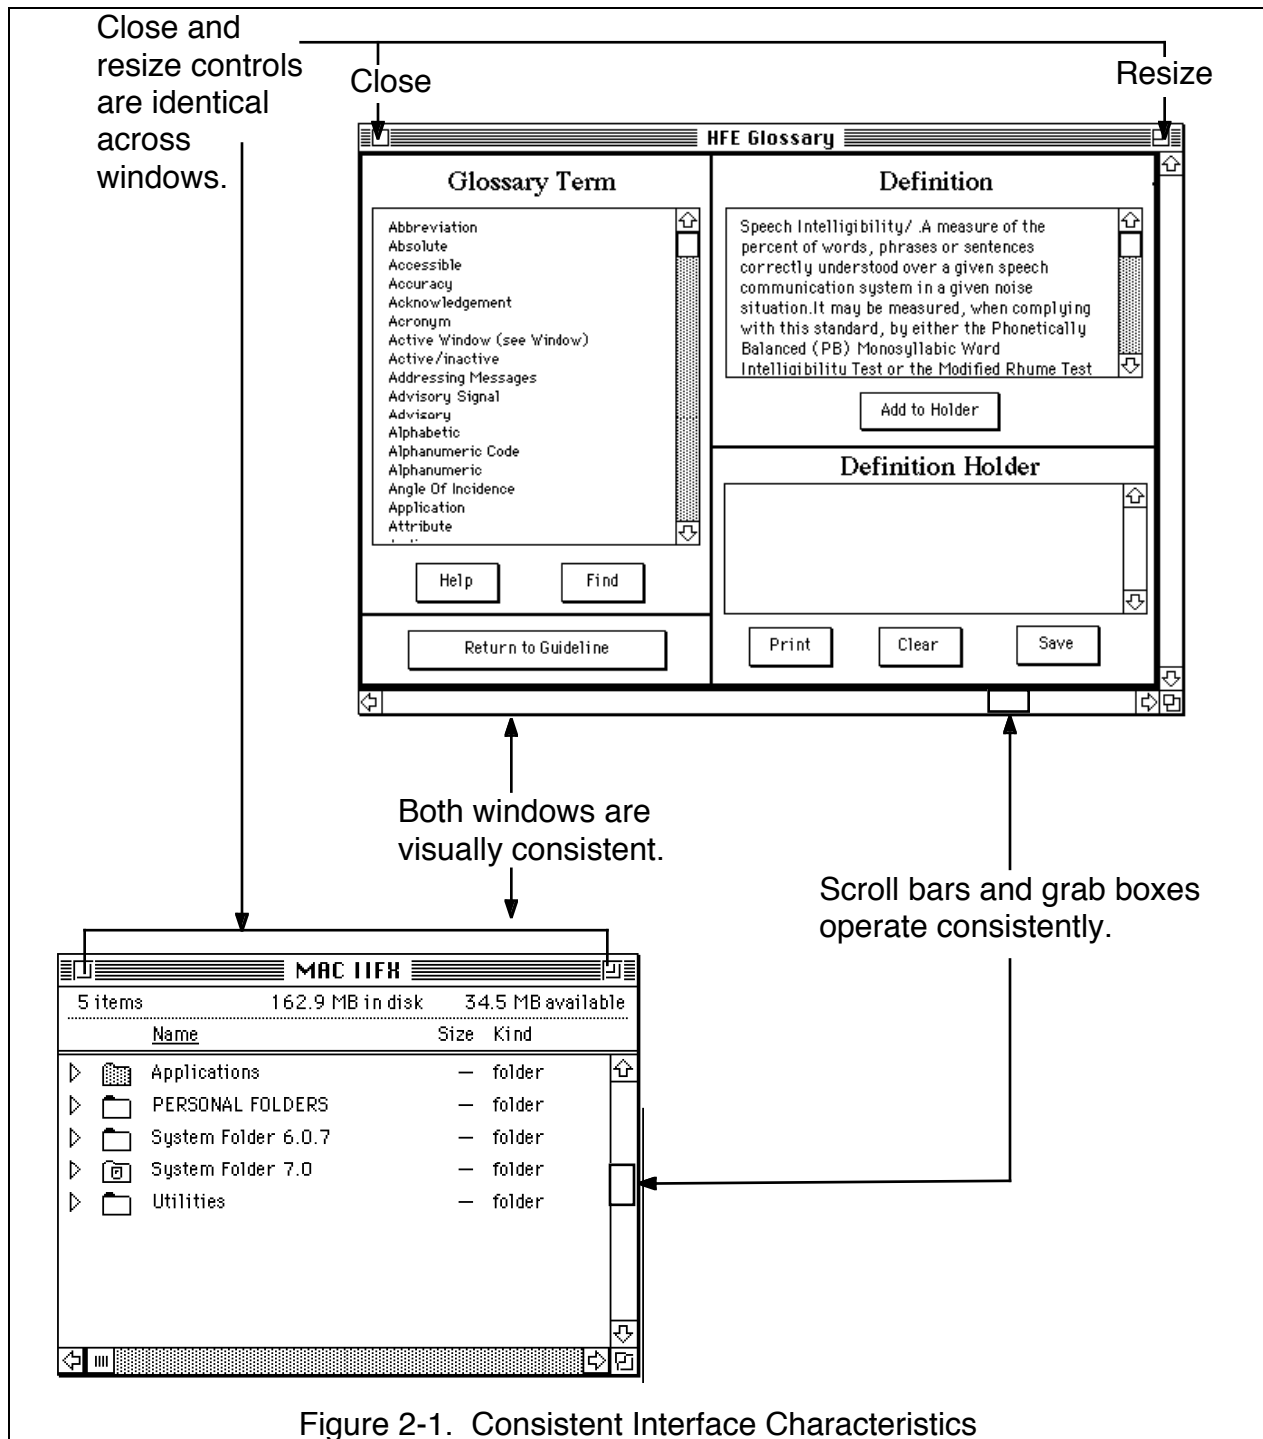 Close and
resize controls
are identical
across
windows.
Close
Resize
HFE Glossary
Glossary Term
Abbreviation
Absolute
Accessible
Accuracy
Acknowledgement
Acronym
Active Window (see Window)
Active/inactive
Addressing Messages
Advisory Signal
Advisory
Alphabetic
Alphanumeric Code
Alphanumeric
Angle Of Incidence
Application
Attribute
Help
Find
Return to Guideline
Definition
Speech Intelligibility/ .A measure of the
percent of words, phrases or sentences
correctly understood over a given speech
communication system in a given noise
situation.It may be measured, when complying
with this standard, by either the Phonetically
Balanced (PB) Monosyllabic Word
Intelligibility Test or the Modified Rhyme Test
Add to Holder
Definition Holder
Print
Clear
Save
Both windows are
visually consistent.
Scroll bars and grab boxes
operate consistently.
MAC IIFX
5 items 162.9 MB in disk 34.5 MB available
Name Size Kind
Applications — folder
PERSONAL FOLDERS — folder
System Folder 6.0.7 — folder
System Folder 7.0 — folder
Utilities — folder
Figure 2-1. Consistent Interface Characteristics